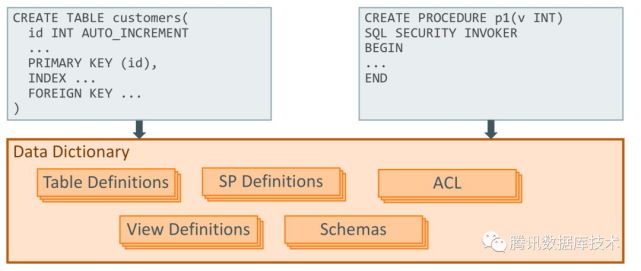 CREATE TABLE customers(
id INT AUTO_INCREMENT
...
PRIMARY KEY (id),
INDEX ...
FOREIGN KEY ...
)
CREATE PROCEDURE p1(v INT)
SQL SECURITY INVOKER
BEGIN
...
END
Data Dictionary
Table Definitions
SP Definitions
ACL
View Definitions
Schemas
腾讯数据库技术